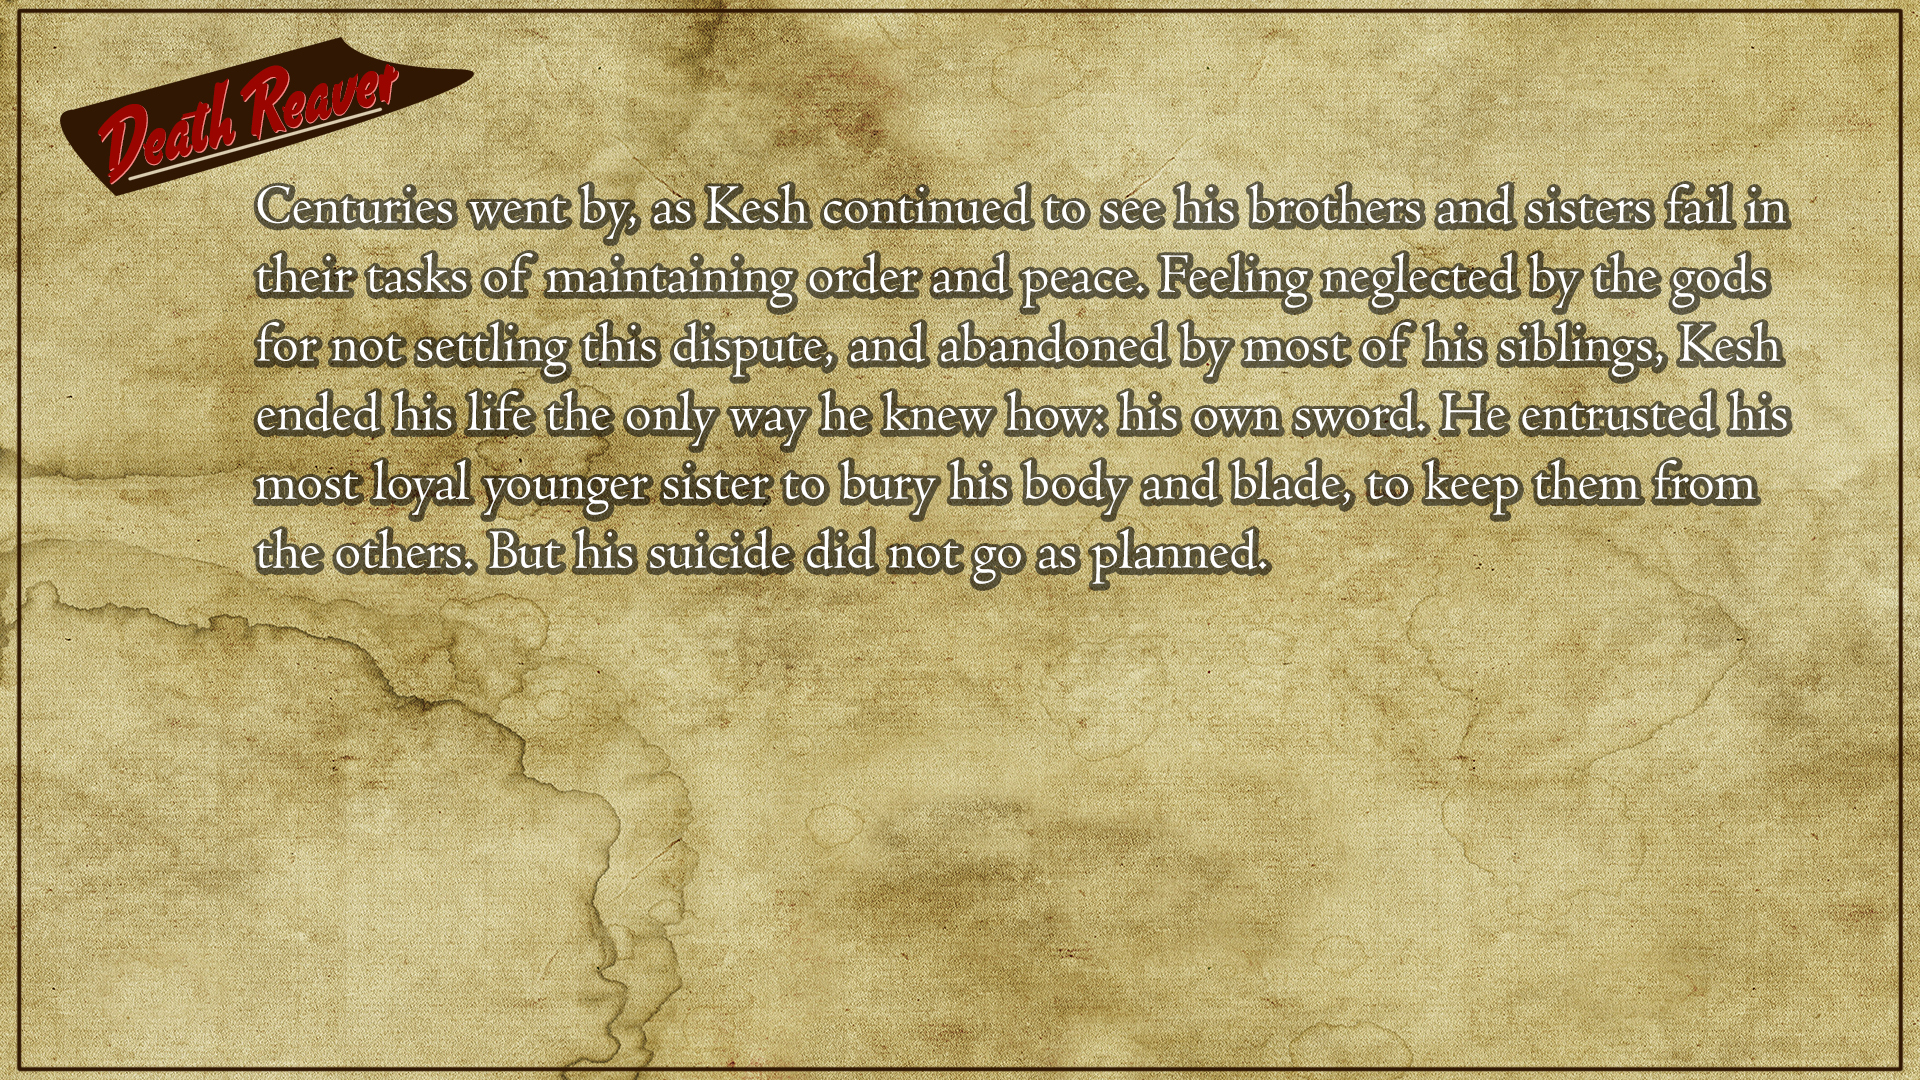 Death Reaver
Centuries went by, as Kesh continued to see his brothers and sisters fail in
their tasks of maintaining order and peace. Feeling neglected by the gods
for not settling this dispute, and abandoned by most of his siblings, Kesh
ended his life the only way he knew how: his own sword. He entrusted his
most loyal younger sister to bury his body and blade, to keep them from
the others. But his suicide did not go as planned.